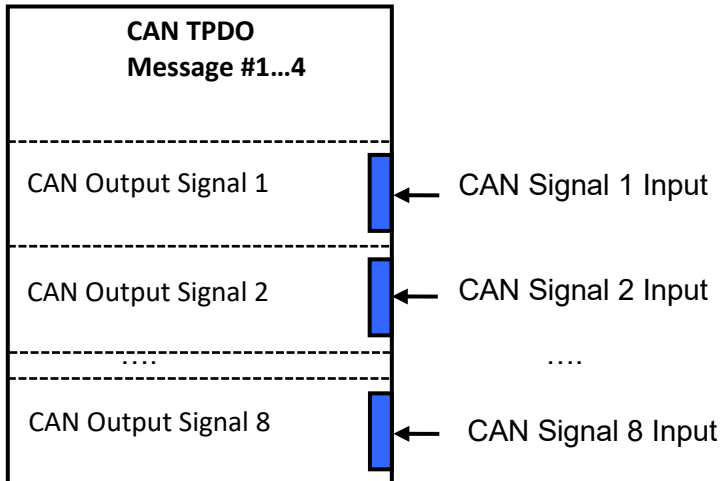 CAN TPDO
Message #1...4
CAN Output Signal 1
CAN Signal 1 Input
CAN Output Signal 2
CAN Signal 2 Input
....
....
CAN Output Signal 8
CAN Signal 8 Input